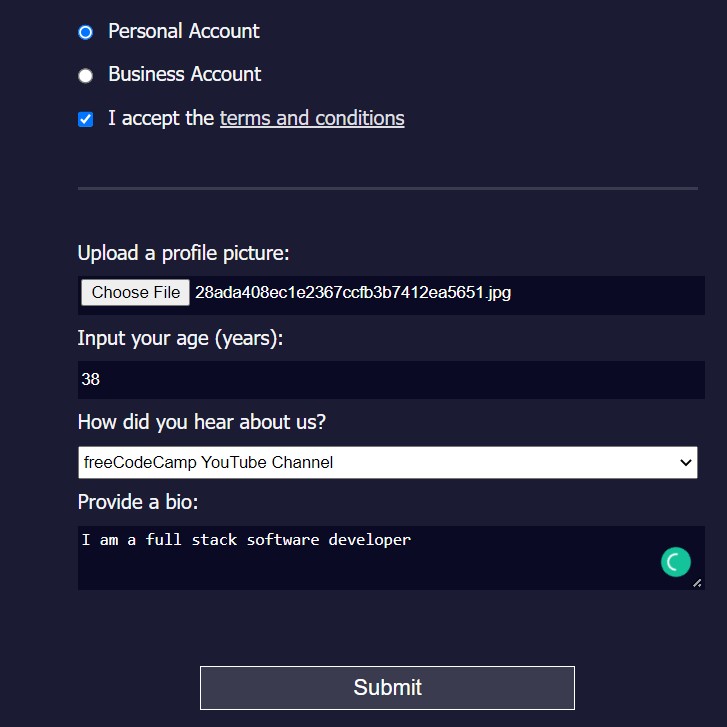 Personal Account
Business Account
I accept the terms and conditions
Upload a profile picture:
Choose File 28ada408ec1e2367ccfb3b7412ea5651.jpg
Input your age (years):
38
How did you hear about us?
freeCodeCamp YouTube Channel
Provide a bio:
I am a full stack software developer
Submit